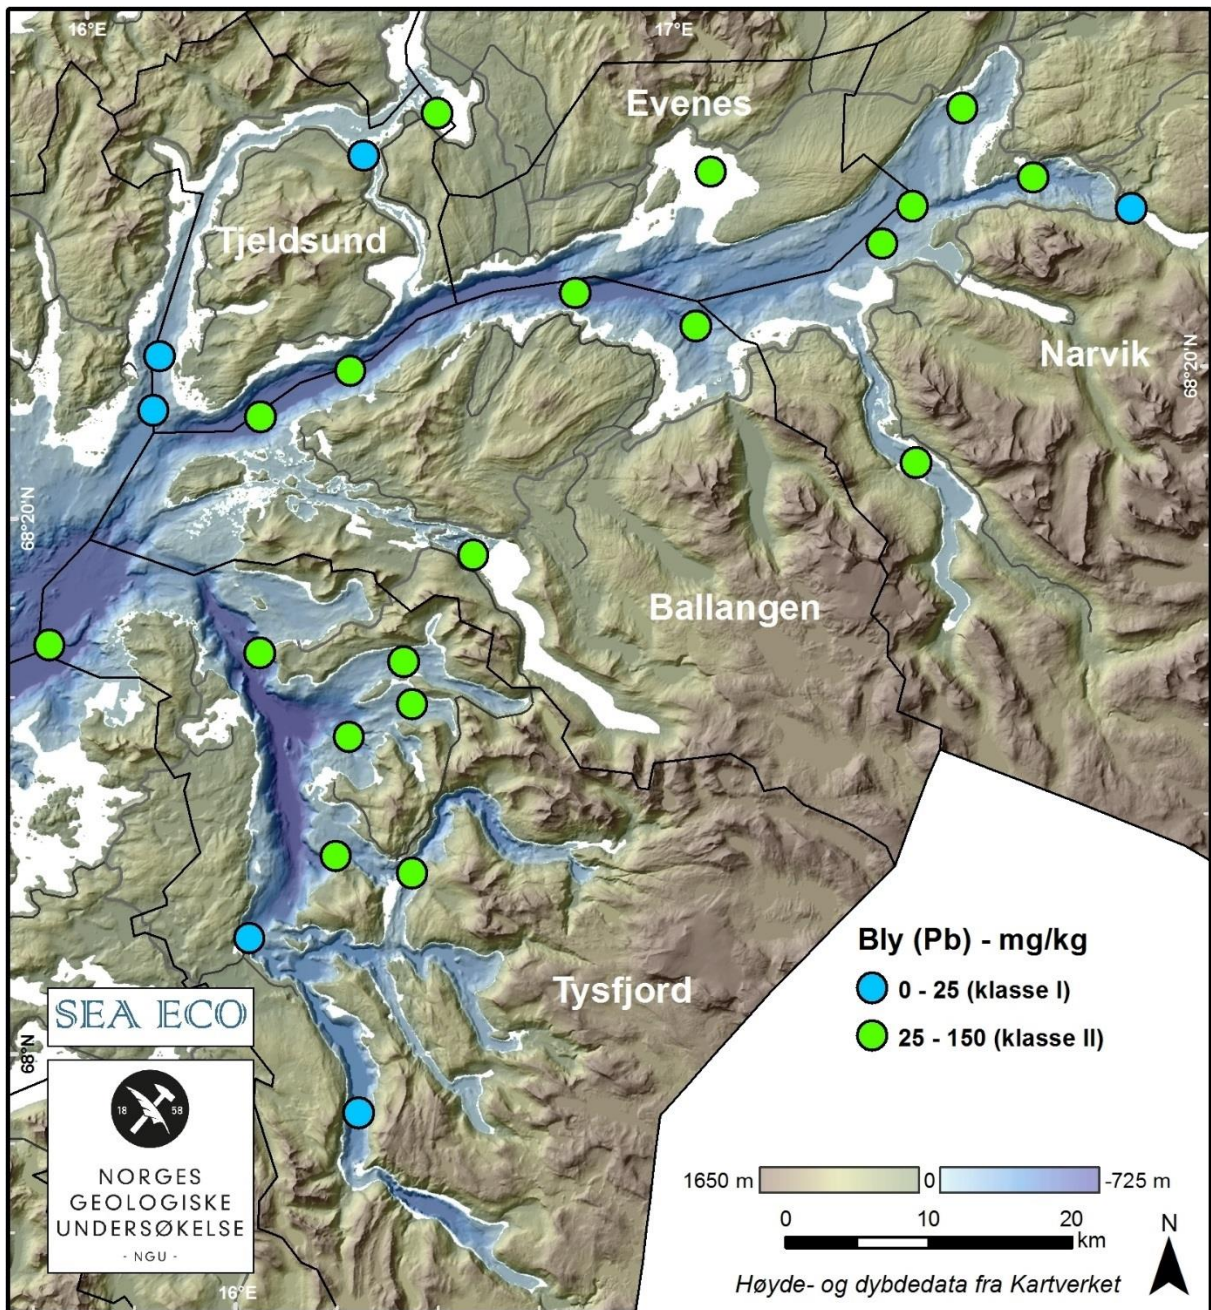 16°E
17°E
Evenes
Tjeldsund
Narvik
68°20'N
68°20'N
Ballangen
Bly (Pb) - mg/kg
0 - 25 (klasse I)
25 - 150 (klasse II)
Tysfjord
SEA ECO
68°N
18 58
NORGES
GEOLOGISKE
UNDERSØKELSE
- NGU -
1650 m 0 -725 m
0 10 20
km
N
Høyde- og dybdedata fra Kartverket
16°E